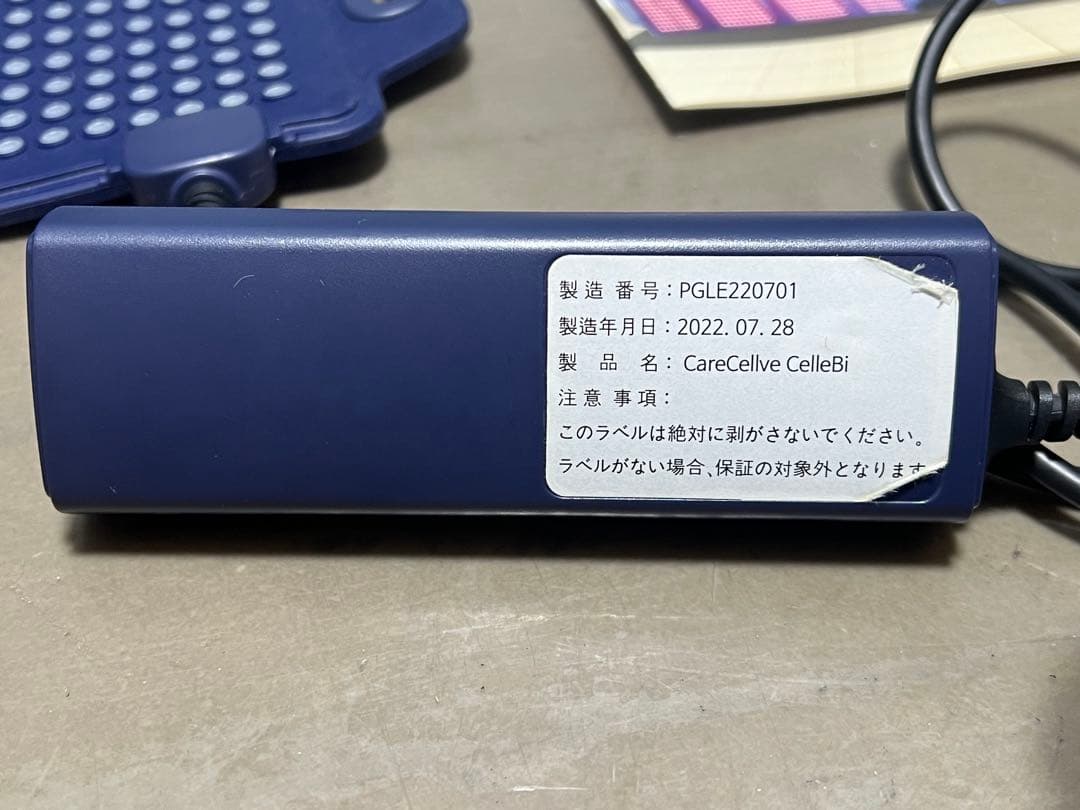 製造番号：PGLE220701
製造年月日：2022. 07. 28
製品名： CareCellve CelleBi
注意事項：
このラベルは絶対に剥がさないでください。
ラベルがない場合、保証の対象外となります